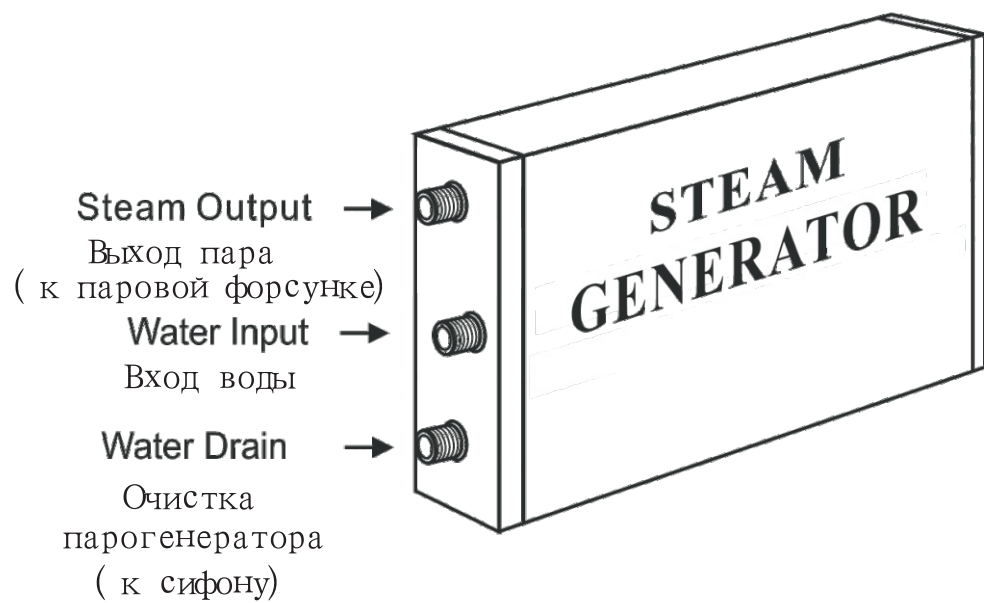 STEAM
GENERATOR
Steam Output
Выход пара
( к паровой форсунке)
Water Input
Вход воды
Water Drain
Очистка
парогенератора
( к сифону)